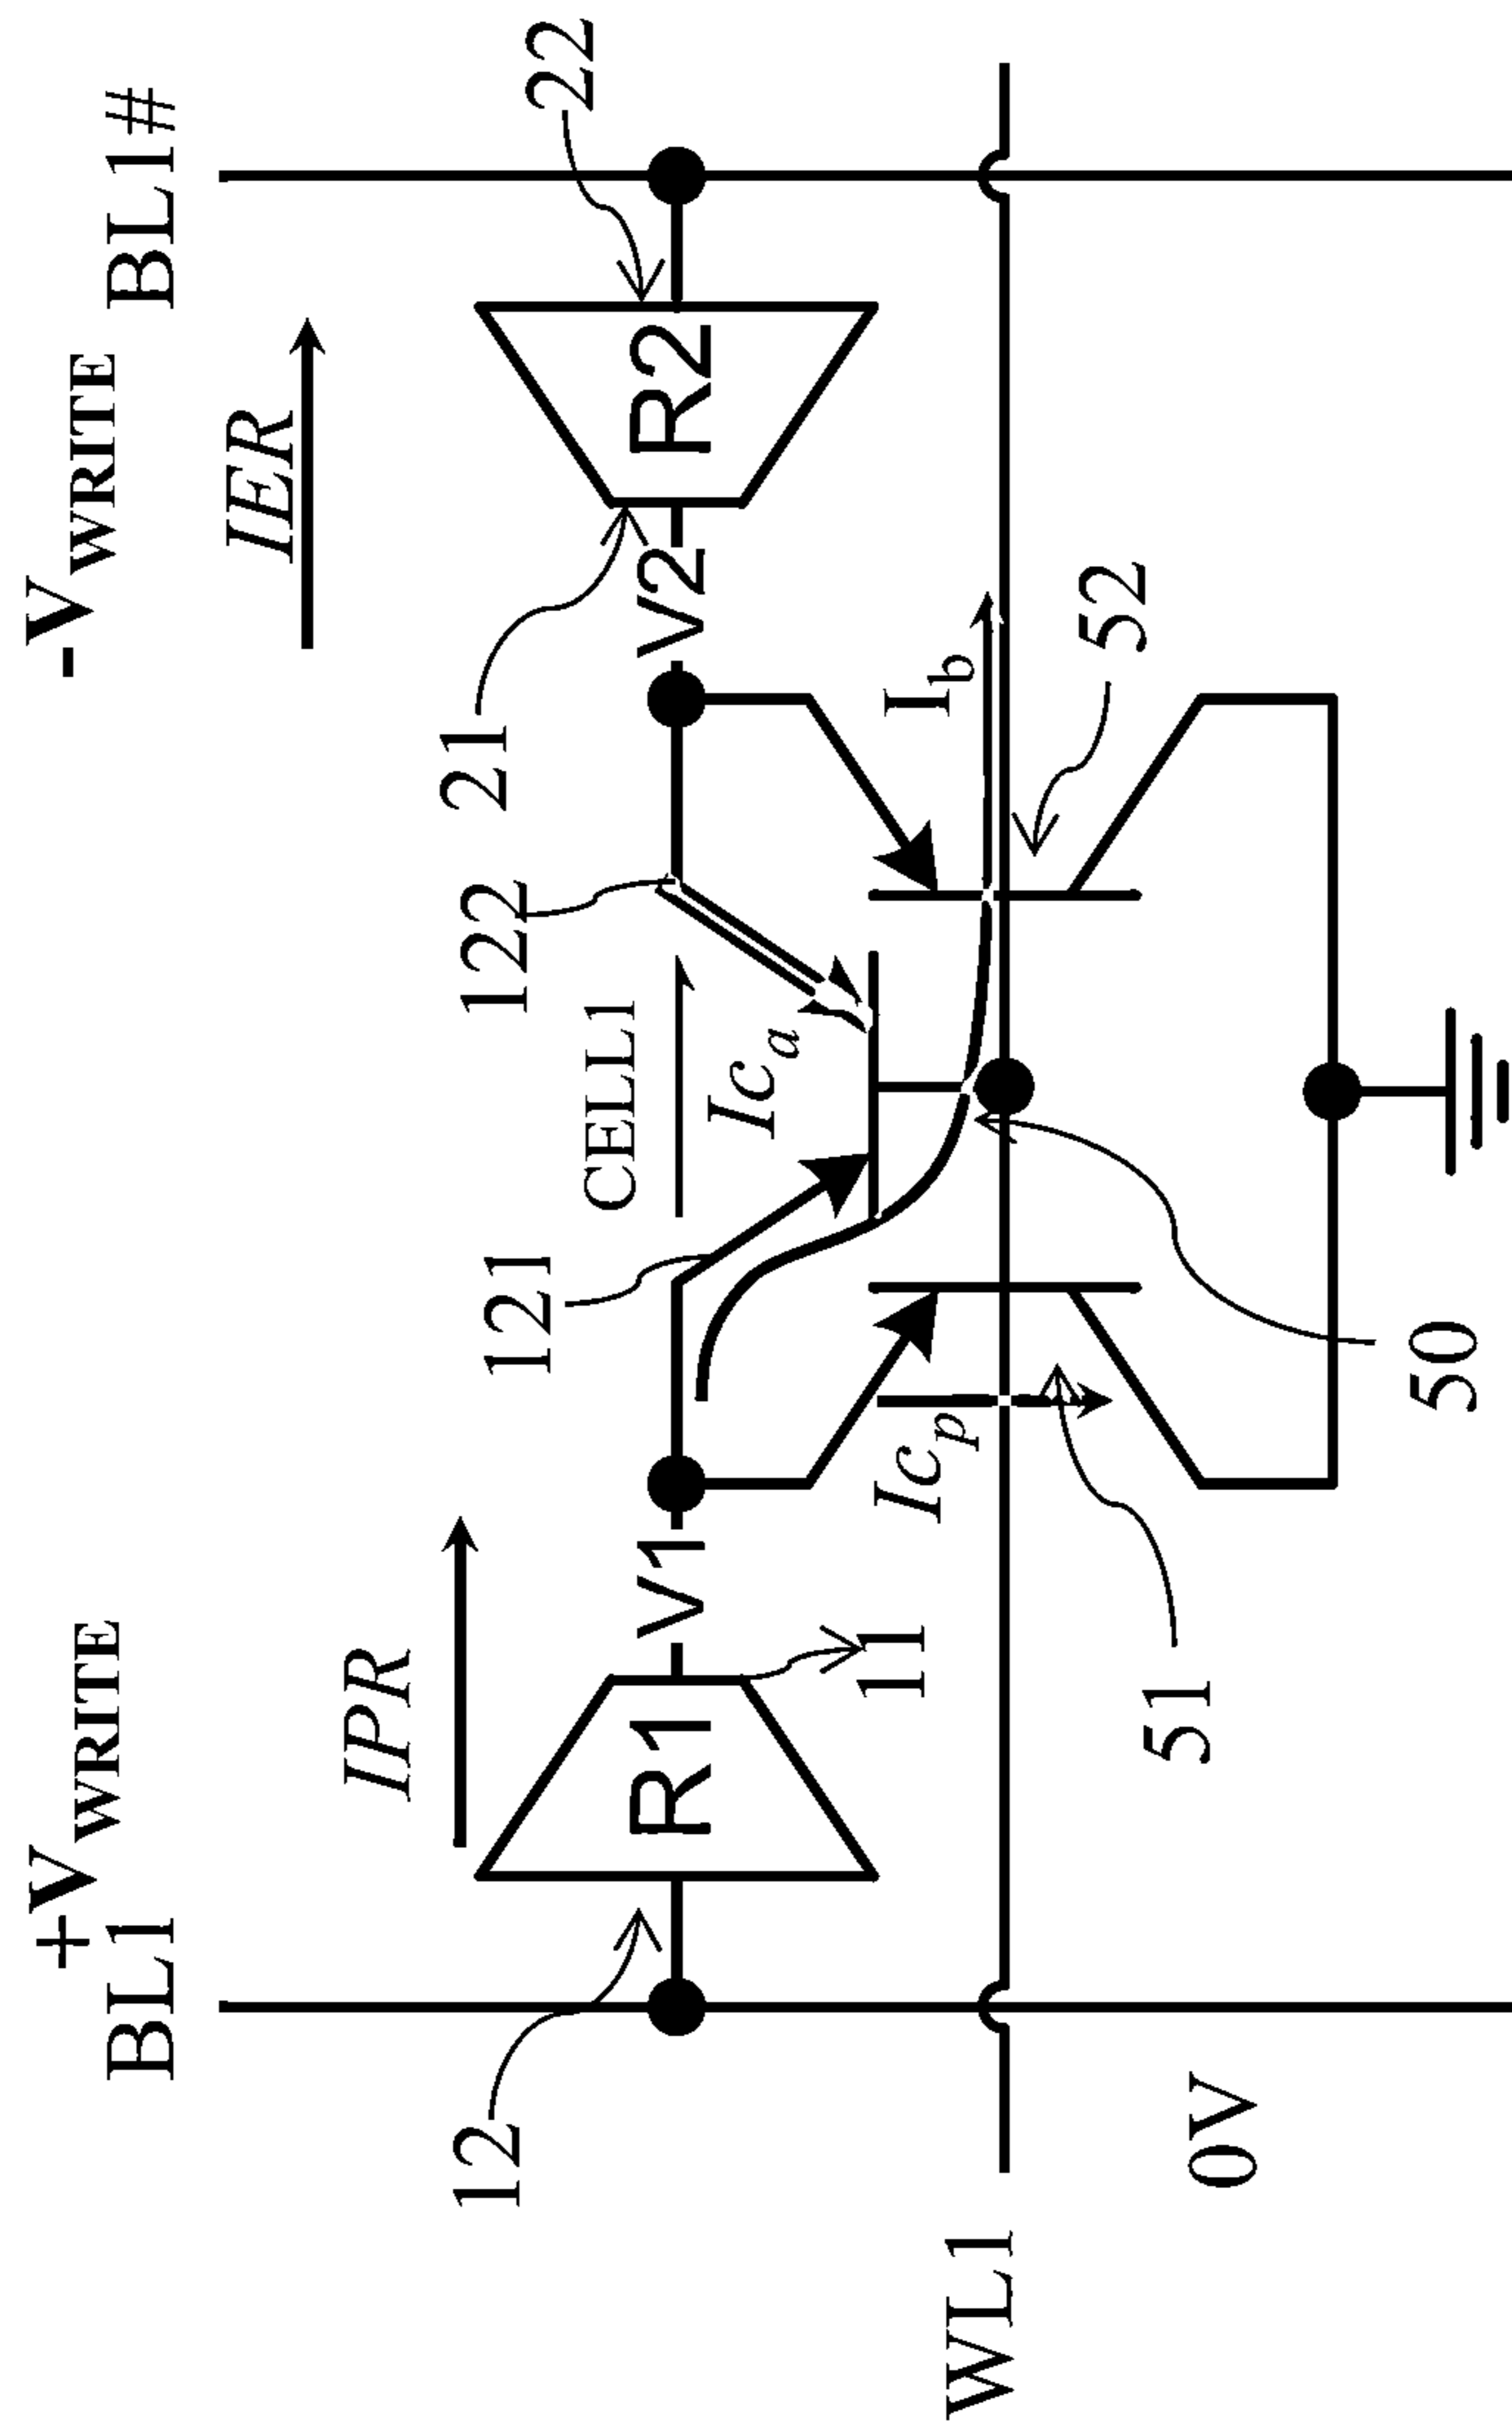 +VWRITE
-VWRITE
BL1
BL1#
IPR
IER
12
11
121
CELL1
122
21
22
R1
V1
Ica
V2
R2
Icp
Ib
WL1
0V
51
50
52